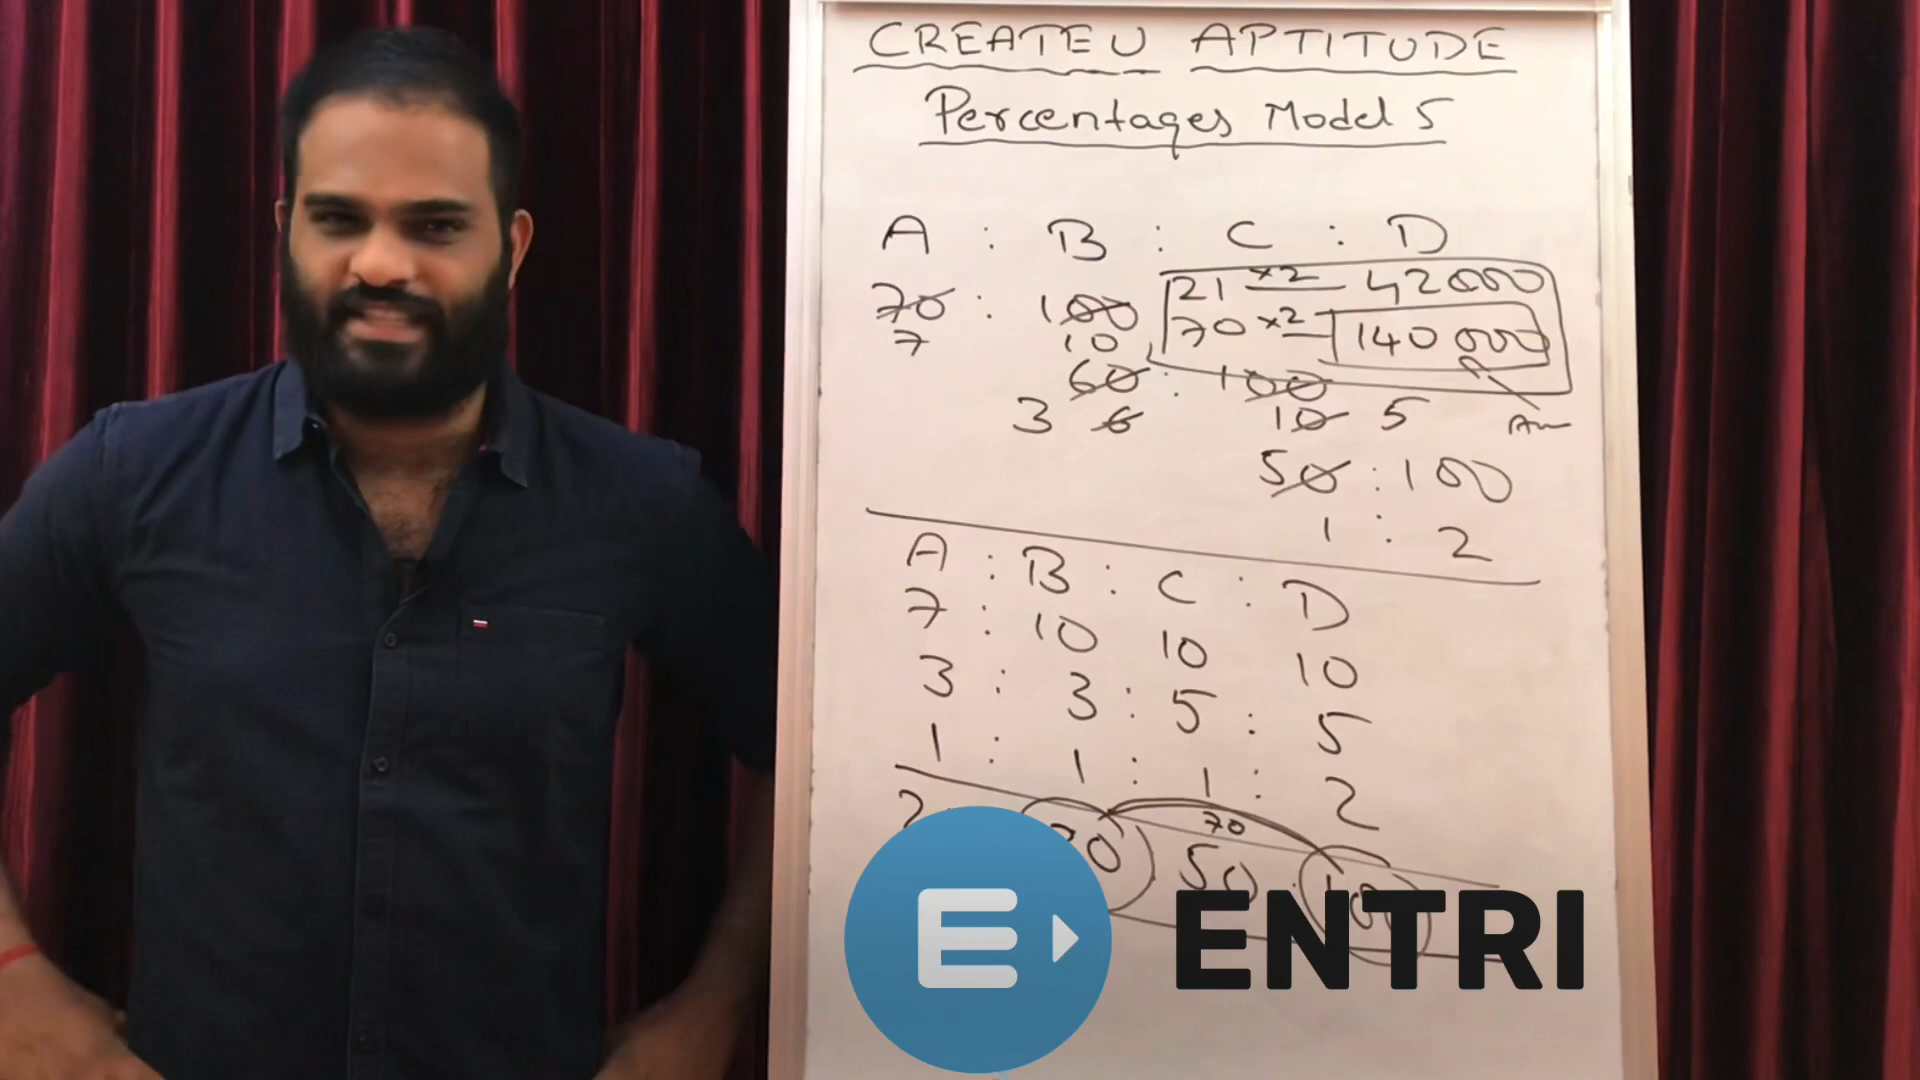 CREATE U APTITUDE
Percentages Model 5
A : B : C : D
21 ×2 42000
70 : 100 70 ×2 140000
7 10
60 : 100
3 6 10 5
50 : 100
1 : 2
A : B : C : D
7 : 10 10 10
3 : 3 : 5 : 5
1 : 1 : 1 : 2
70
50
ENTRI